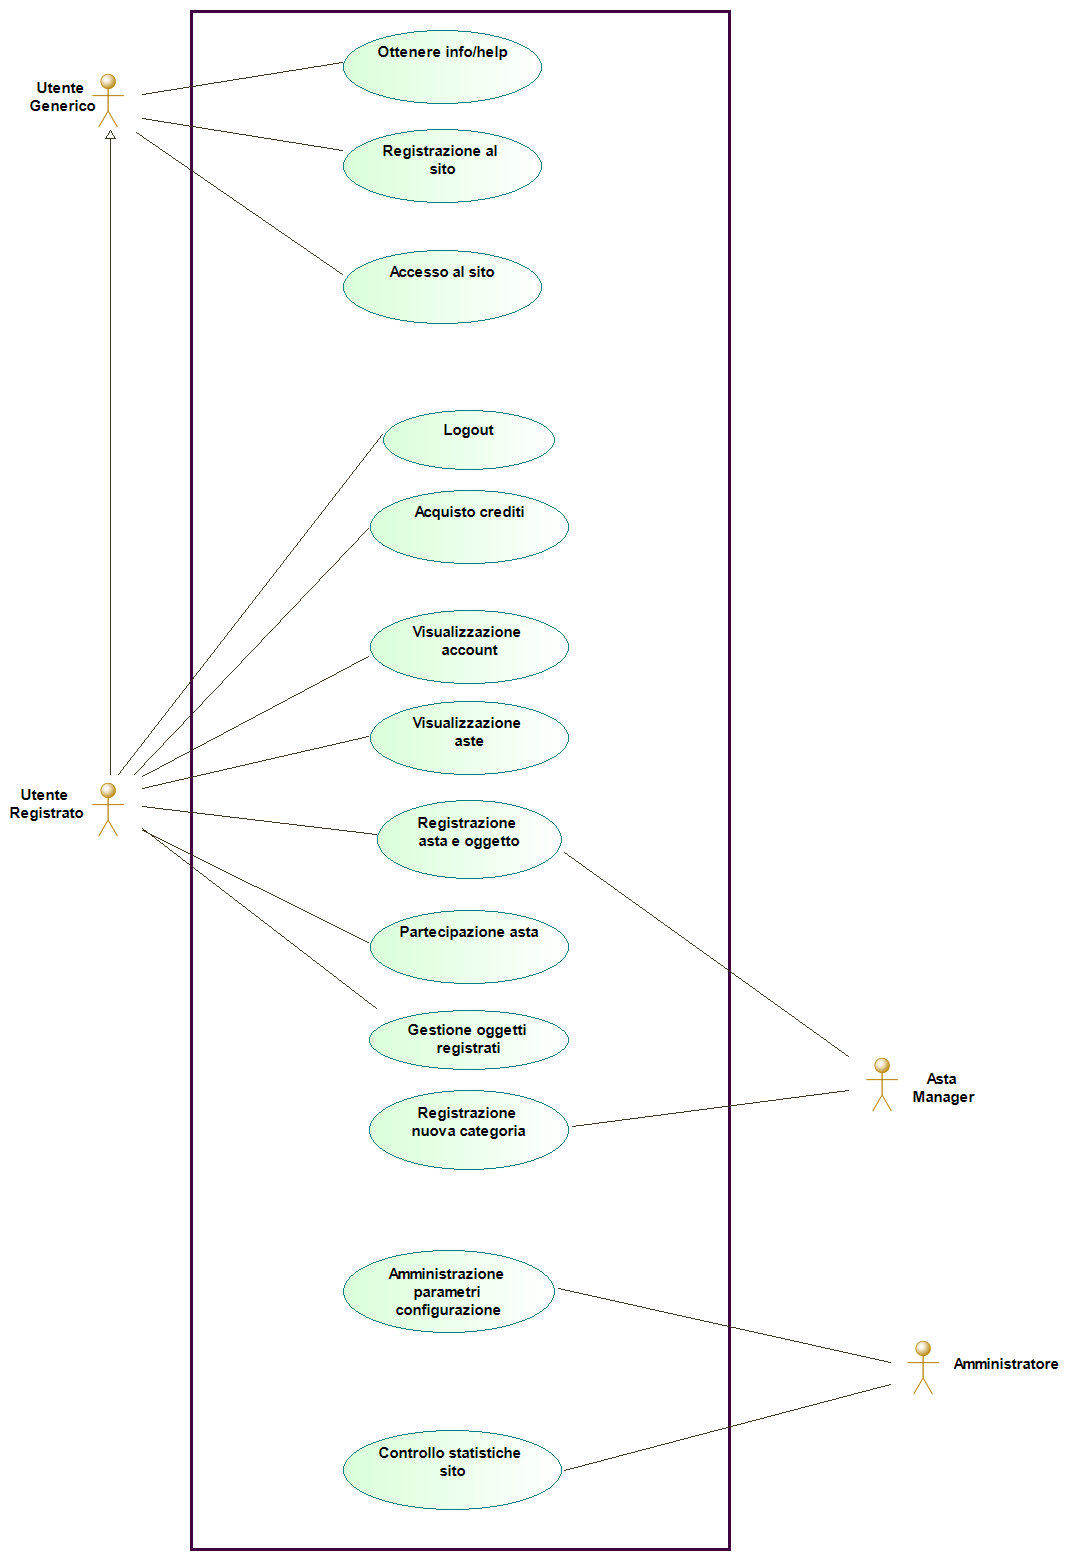 Ottenere info/help
Utente
Generico
Registrazione al
sito
Accesso al sito
Logout
Acquisto crediti
Visualizzazione
account
Visualizzazione
aste
Utente
Registrato
Registrazione
asta e oggetto
Partecipazione asta
Gestione oggetti
registrati
Asta
Manager
Registrazione
nuova categoria
Amministrazione
parametri
configurazione
Amministratore
Controllo statistiche
sito